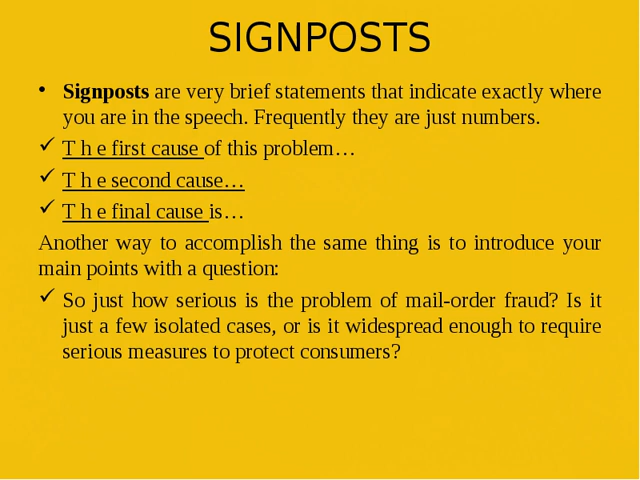 SIGNPOSTS
• Signposts are very brief statements that indicate exactly where
you are in the speech. Frequently they are just numbers.
✓ T h e first cause of this problem…
✓ T h e second cause…
✓ T h e final cause is…
Another way to accomplish the same thing is to introduce your
main points with a question:
✓ So just how serious is the problem of mail-order fraud? Is it
just a few isolated cases, or is it widespread enough to require
serious measures to protect consumers?